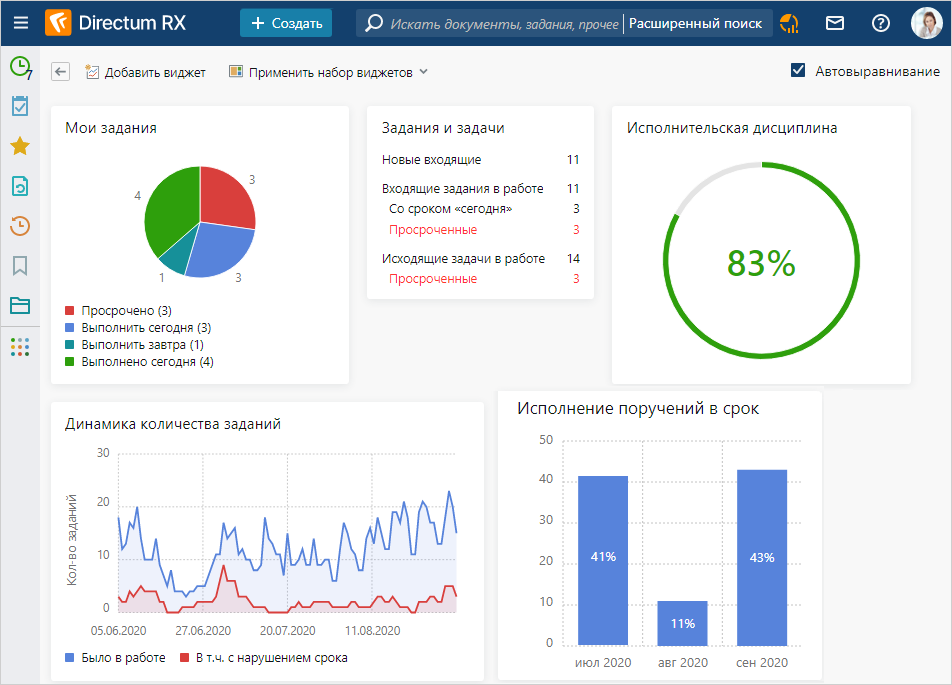 Directum RX
+ Создать
Искать документы, задания, прочее
Расширенный поиск
7
Добавить виджет
Применить набор виджетов
Автовыравнивание
Мои задания
3
4
1
3
Просрочено (3)
Выполнить сегодня (3)
Выполнить завтра (1)
Выполнено сегодня (4)
Задания и задачи
Новые входящие 11
Входящие задания в работе 11
Со сроком «сегодня» 3
Просроченные 3
Исходящие задачи в работе 14
Просроченные 3
Исполнительская дисциплина
83%
Динамика количества заданий
Кол-во заданий
30
20
10
0
05.06.2020 27.06.2020 20.07.2020 11.08.2020
Было в работе В т.ч. с нарушением срока
Исполнение поручений в срок
50
40
30
20
10
0
41%
11%
43%
июл 2020 авг 2020 сен 2020